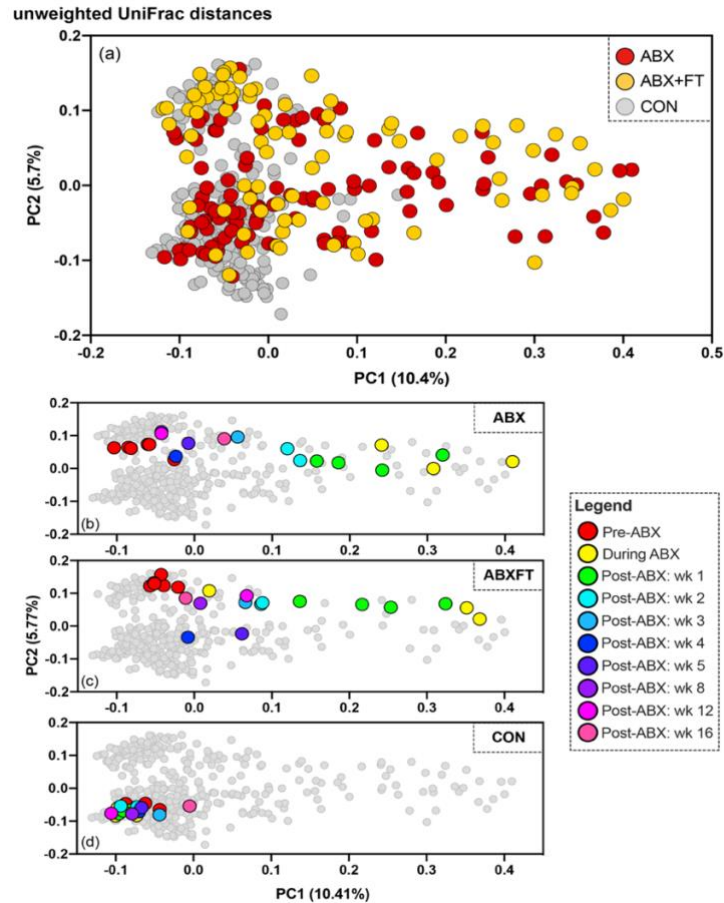 unweighted UniFrac distances
(a)
ABX
ABX+FT
CON
0.2
0.1
0.0
-0.1
-0.2
PC2 (5.7%)
-0.2 -0.1 0.0 0.1 0.2 0.3 0.4 0.5
PC1 (10.4%)
0.2
0.1
0.0
-0.1
-0.2
ABX
(b)
-0.1 0.0 0.1 0.2 0.3 0.4
0.2
0.1
0.0
-0.1
-0.2
PC2 (5.77%)
ABXFT
(c)
-0.1 0.0 0.1 0.2 0.3 0.4
0.2
0.1
0.0
-0.1
-0.2
CON
(d)
-0.1 0.0 0.1 0.2 0.3 0.4
PC1 (10.41%)
Legend
Pre-ABX
During ABX
Post-ABX: wk 1
Post-ABX: wk 2
Post-ABX: wk 3
Post-ABX: wk 4
Post-ABX: wk 5
Post-ABX: wk 8
Post-ABX: wk 12
Post-ABX: wk 16